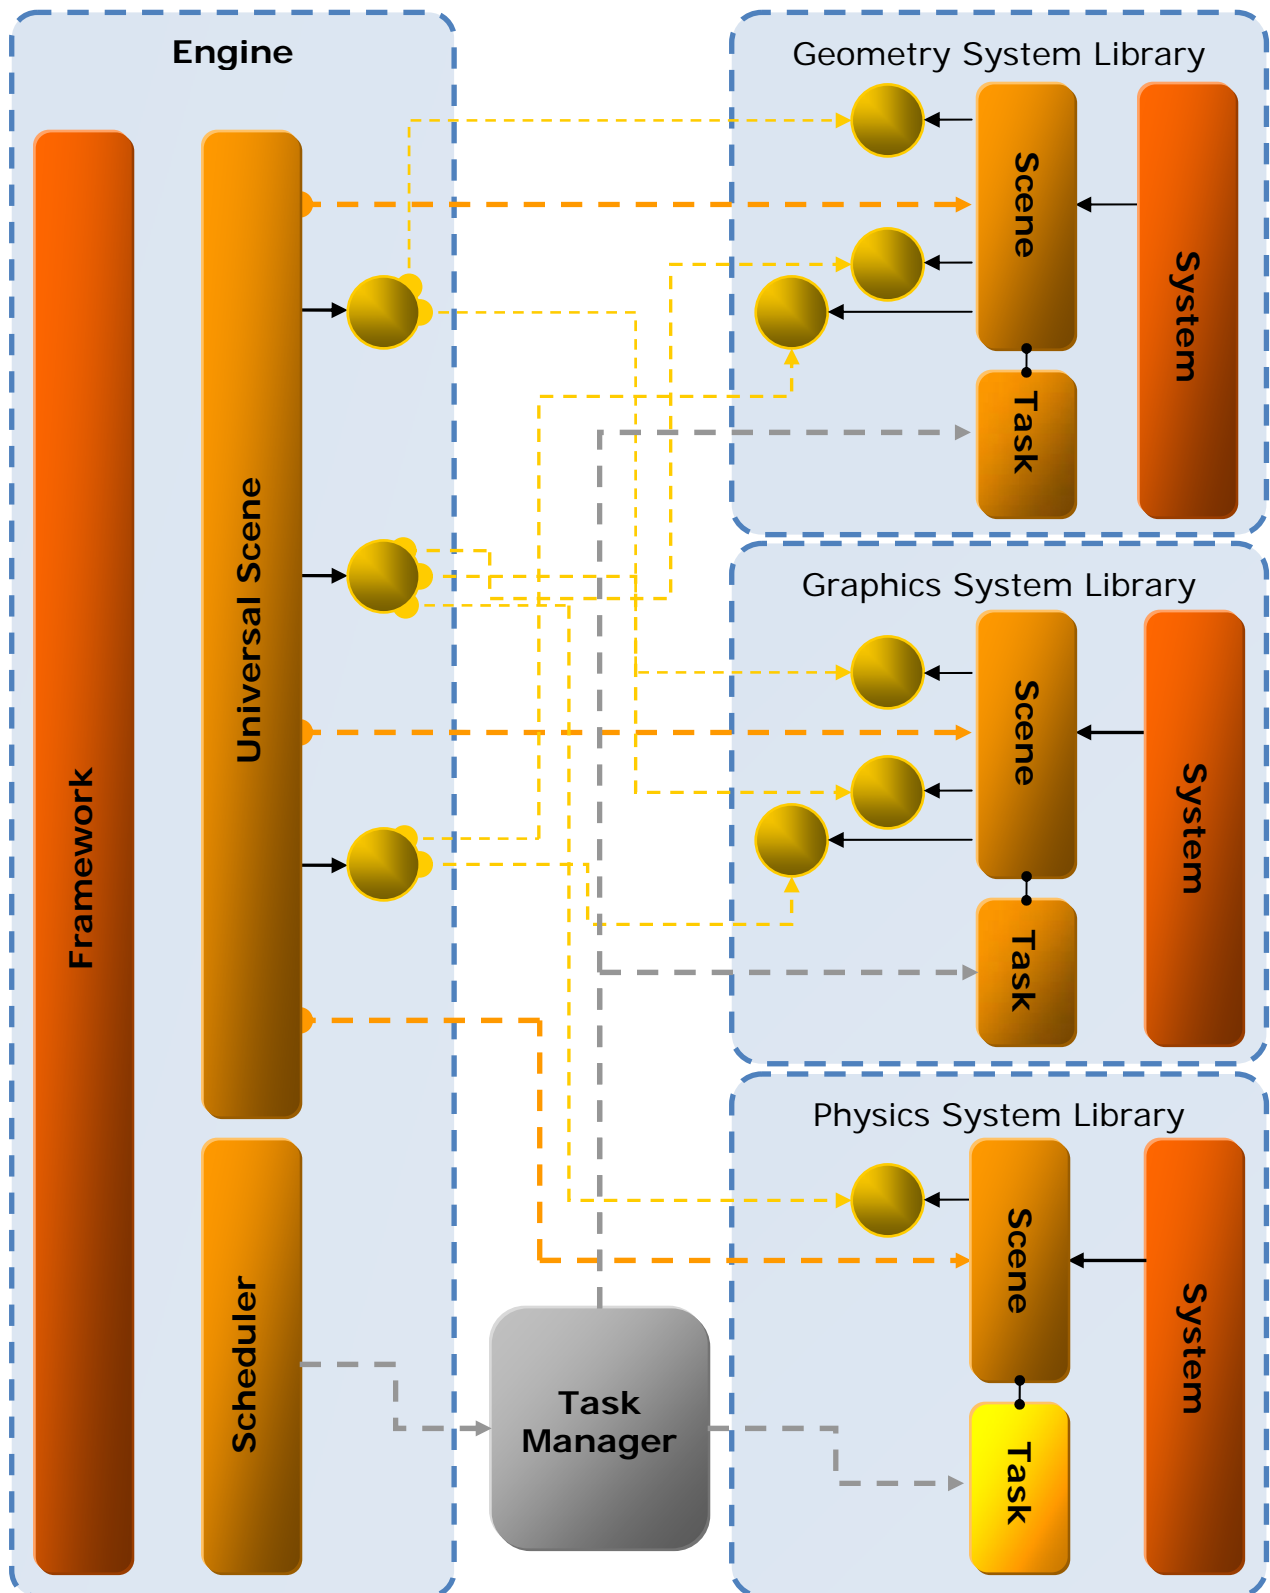 Engine
Framework
Universal Scene
Scheduler
Task
Manager
Geometry System Library
Scene
Task
System
Graphics System Library
Scene
Task
System
Physics System Library
Scene
Task
System